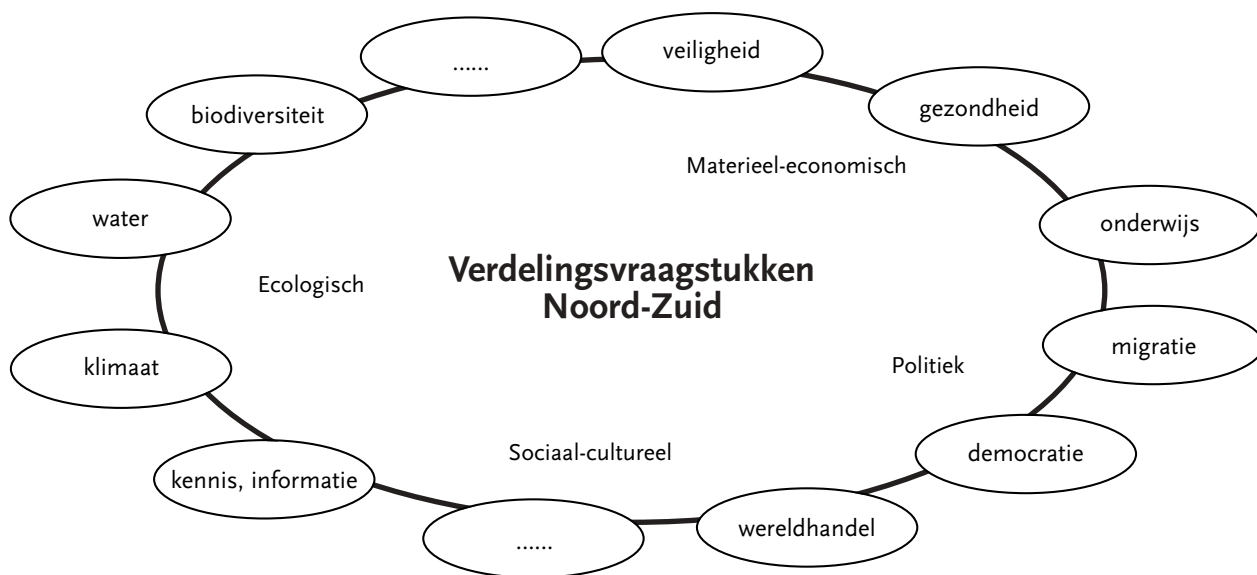 ......
veiligheid
biodiversiteit
gezondheid
Materieel-economisch
water
onderwijs
Ecologisch
Verdelingsvraagstukken
Noord-Zuid
klimaat
migratie
Politiek
Sociaal-cultureel
democratie
kennis, informatie
wereldhandel
......